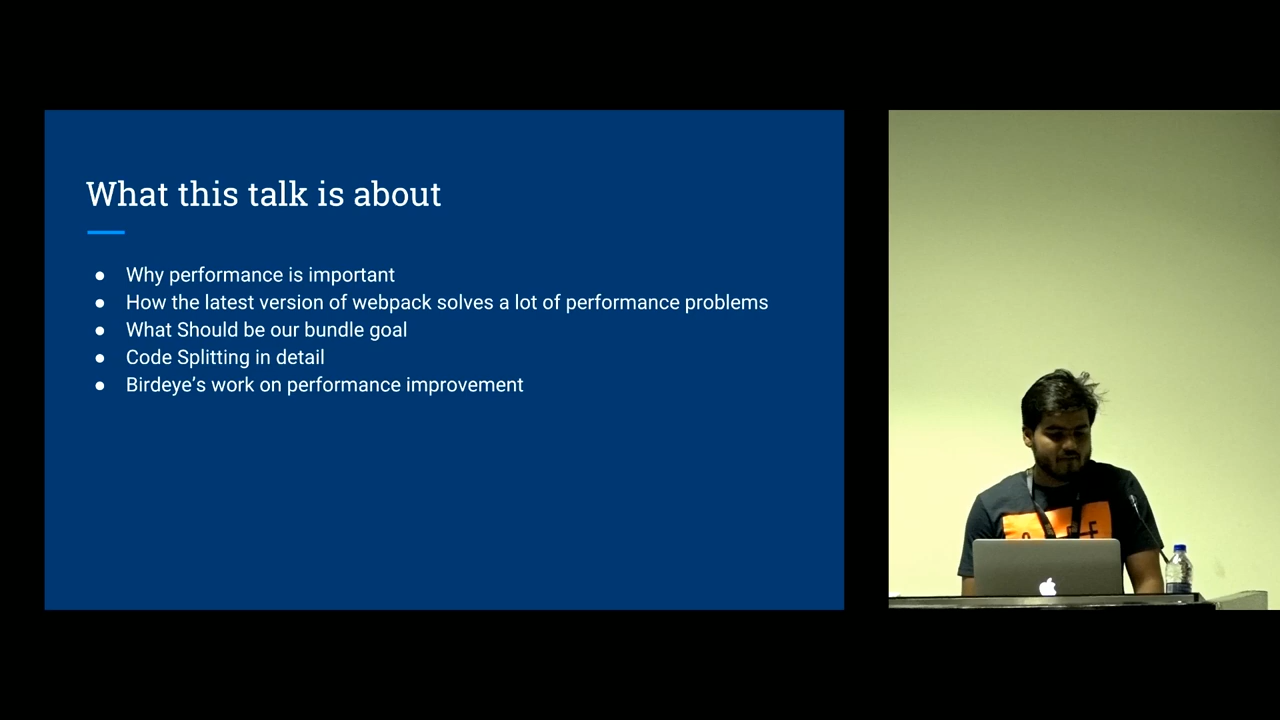 What this talk is about
Why performance is important
How the latest version of webpack solves a lot of performance problems
What Should be our bundle goal
Code Splitting in detail
Birdeye's work on performance improvement